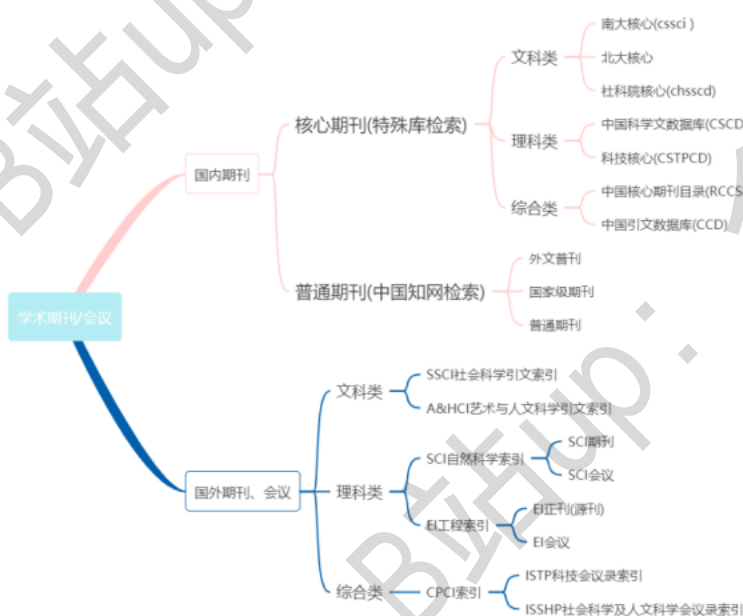 南大核心(cssci )
文科类
北大核心
社科院核心(chsscd)
核心期刊(特殊库检索)
中国科学文数据库(CSCD
理科类
科技核心(CSTPCD)
国内期刊
中国核心期刊目录(RCCS
综合类
中国引文数据库(CCD)
外文普刊
普通期刊(中国知网检索)
国家级期刊
普通期刊
学术期刊/会议
SSCI社会科学引文索引
文科类
A&HCI艺术与人文科学引文索引
SCI期刊
SCI自然科学索引
SCI会议
国外期刊、会议
理科类
EI正刊(源刊)
EI工程索引
EI会议
ISTP科技会议录索引
综合类
CPCI索引
ISSHP社会科学及人文科学会议录索引
B站up
B站up：